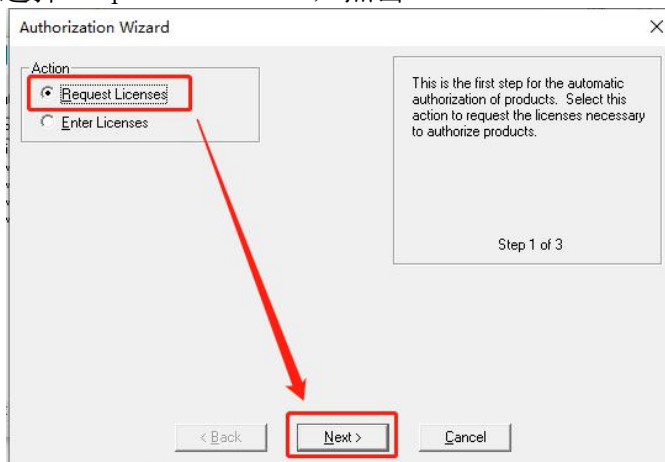 Authorization Wizard
Action
Request Licenses
Enter Licenses
This is the first step for the automatic
authorization of products. Select this
action to request the licenses necessary
to authorize products.
Step 1 of 3
< Back
Next >
Cancel